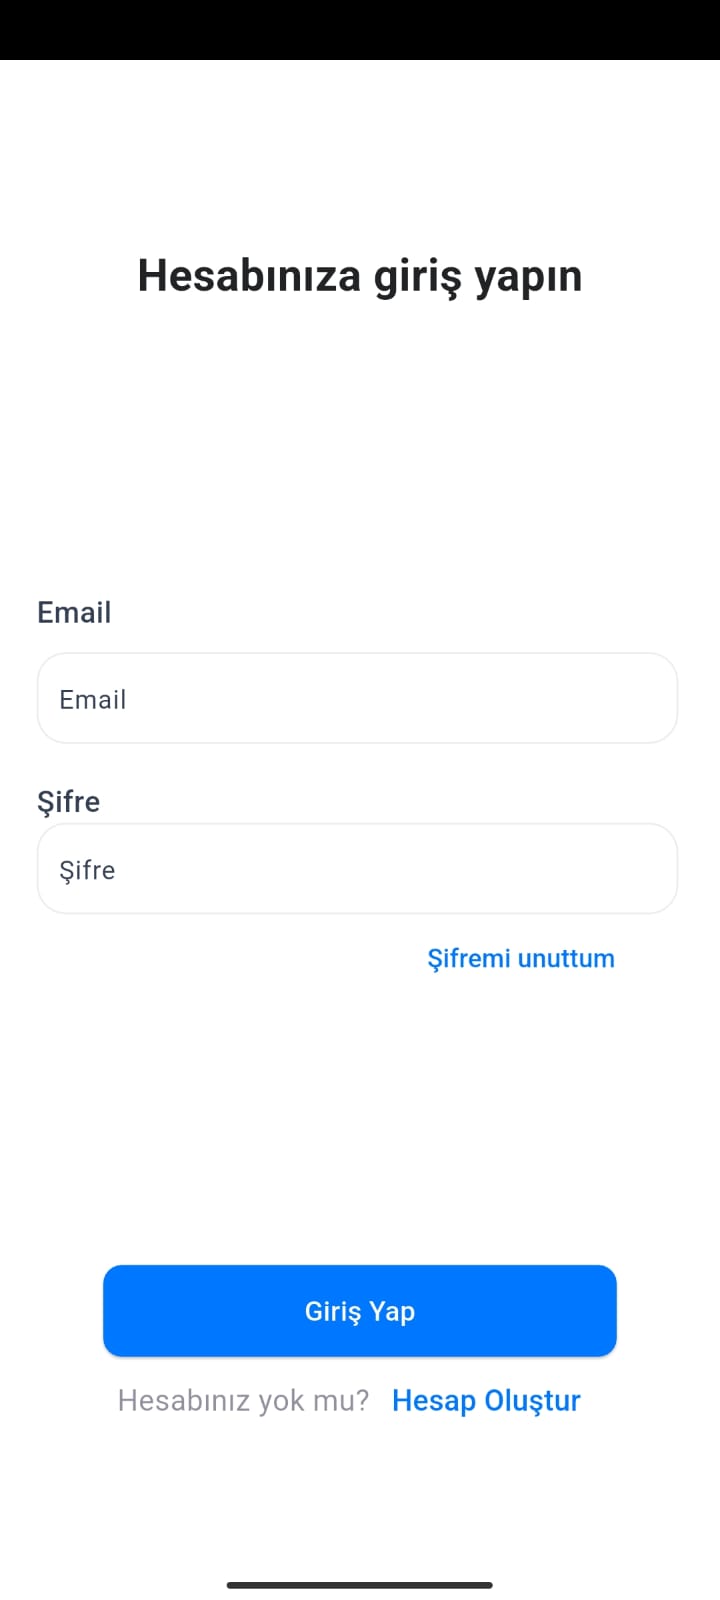 Hesabınıza giriş yapın
Email
Email
Şifre
Şifre
Şifremi unuttum
Giriş Yap
Hesabınız yok mu? Hesap Oluştur